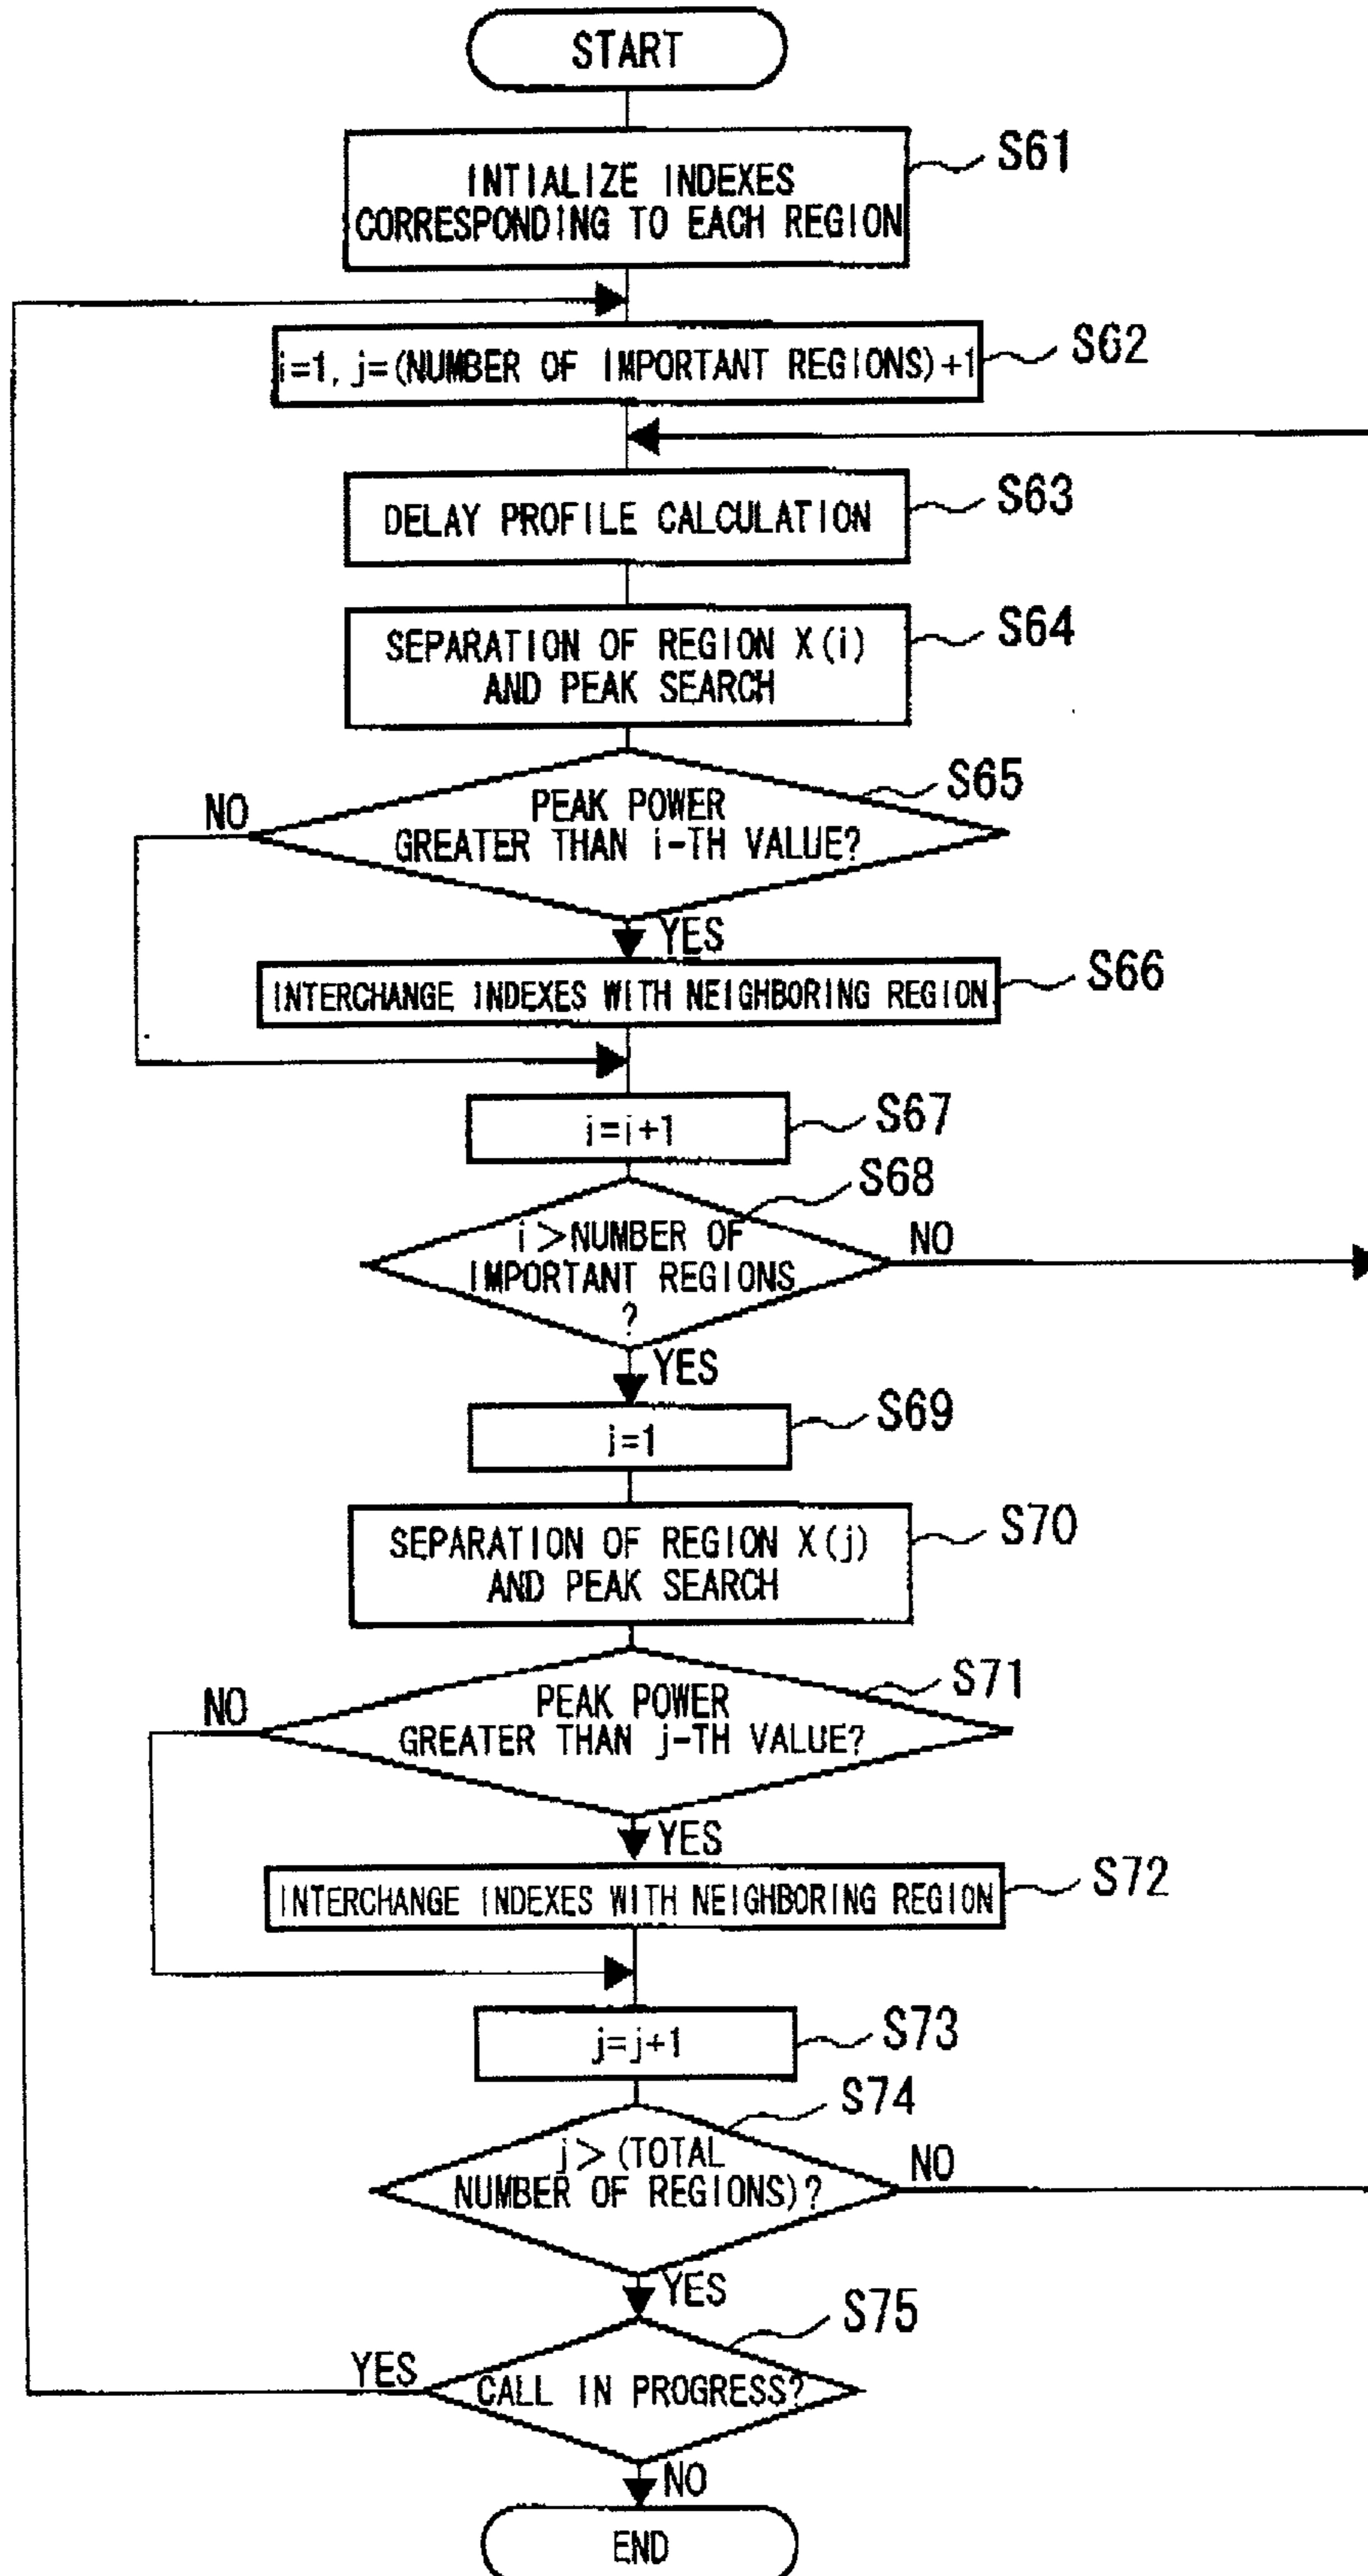 START
INTIALIZE INDEXES
CORRESPONDING TO EACH REGION
S61
i=1, j=(NUMBER OF IMPORTANT REGIONS)+1
S62
DELAY PROFILE CALCULATION
S63
SEPARATION OF REGION X(i)
AND PEAK SEARCH
S64
PEAK POWER
GREATER THAN i-TH VALUE?
S65
NO
YES
INTERCHANGE INDEXES WITH NEIGHBORING REGION
S66
i=i+1
S67
i>NUMBER OF
IMPORTANT REGIONS
?
S68
NO
YES
i=1
S69
SEPARATION OF REGION X(j)
AND PEAK SEARCH
S70
PEAK POWER
GREATER THAN j-TH VALUE?
S71
NO
YES
INTERCHANGE INDEXES WITH NEIGHBORING REGION
S72
j=j+1
S73
j>(TOTAL
NUMBER OF REGIONS)?
S74
NO
YES
CALL IN PROGRESS?
S75
YES
NO
END